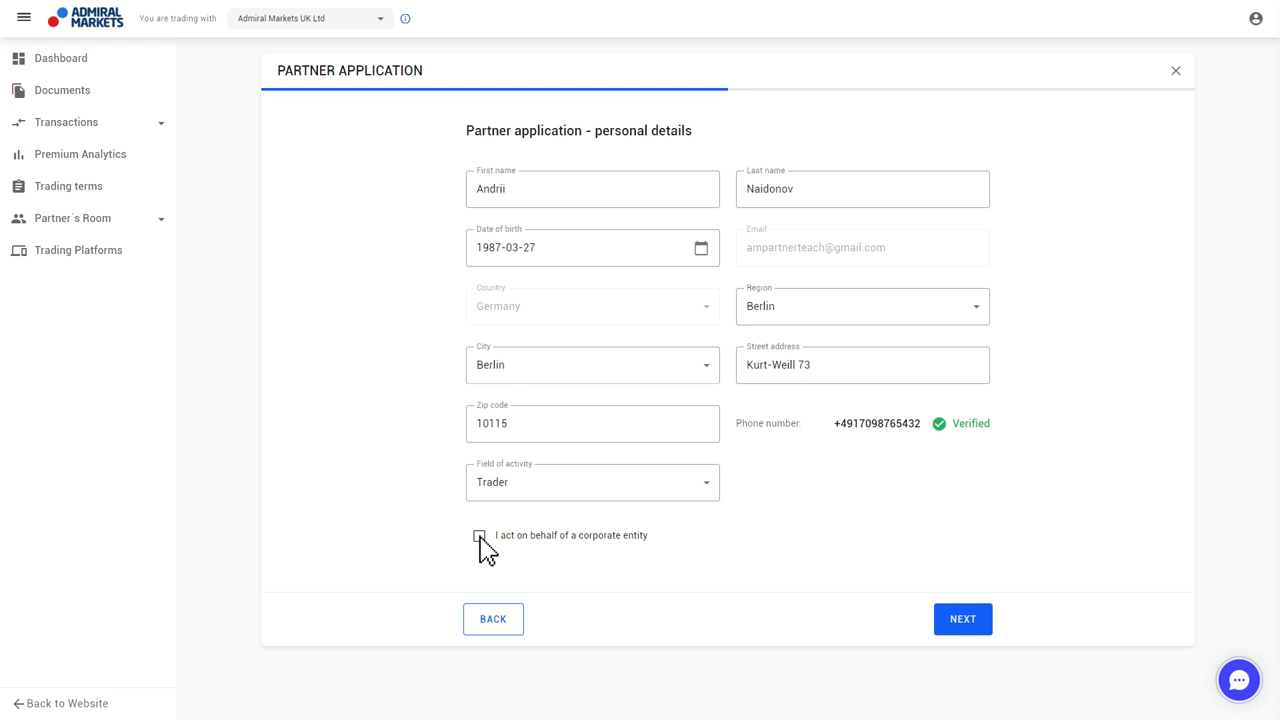 ADMIRAL
MARKETS
You are trading with
Admiral Markets UK Ltd
Dashboard
Documents
Transactions
Premium Analytics
Trading terms
Partner`s Room
Trading Platforms
Back to Website
PARTNER APPLICATION
Partner application - personal details
First name
Andrii
Last name
Naidonov
Date of birth
1987-03-27
Email
ampartnerteach@gmail.com
Country
Germany
Region
Berlin
City
Berlin
Street address
Kurt-Weill 73
Zip code
10115
Phone number: +4917098765432 Verified
Field of activity
Trader
I act on behalf of a corporate entity
BACK
NEXT